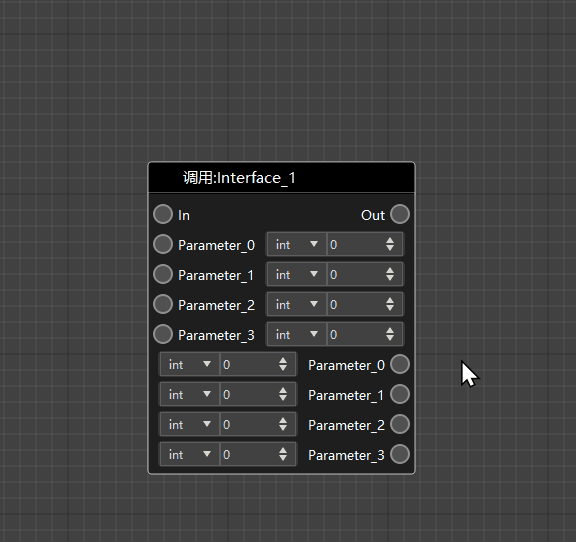 调用:Interface_1
In Out
Parameter_0 int 0
Parameter_1 int 0
Parameter_2 int 0
Parameter_3 int 0
int 0 Parameter_0
int 0 Parameter_1
int 0 Parameter_2
int 0 Parameter_3